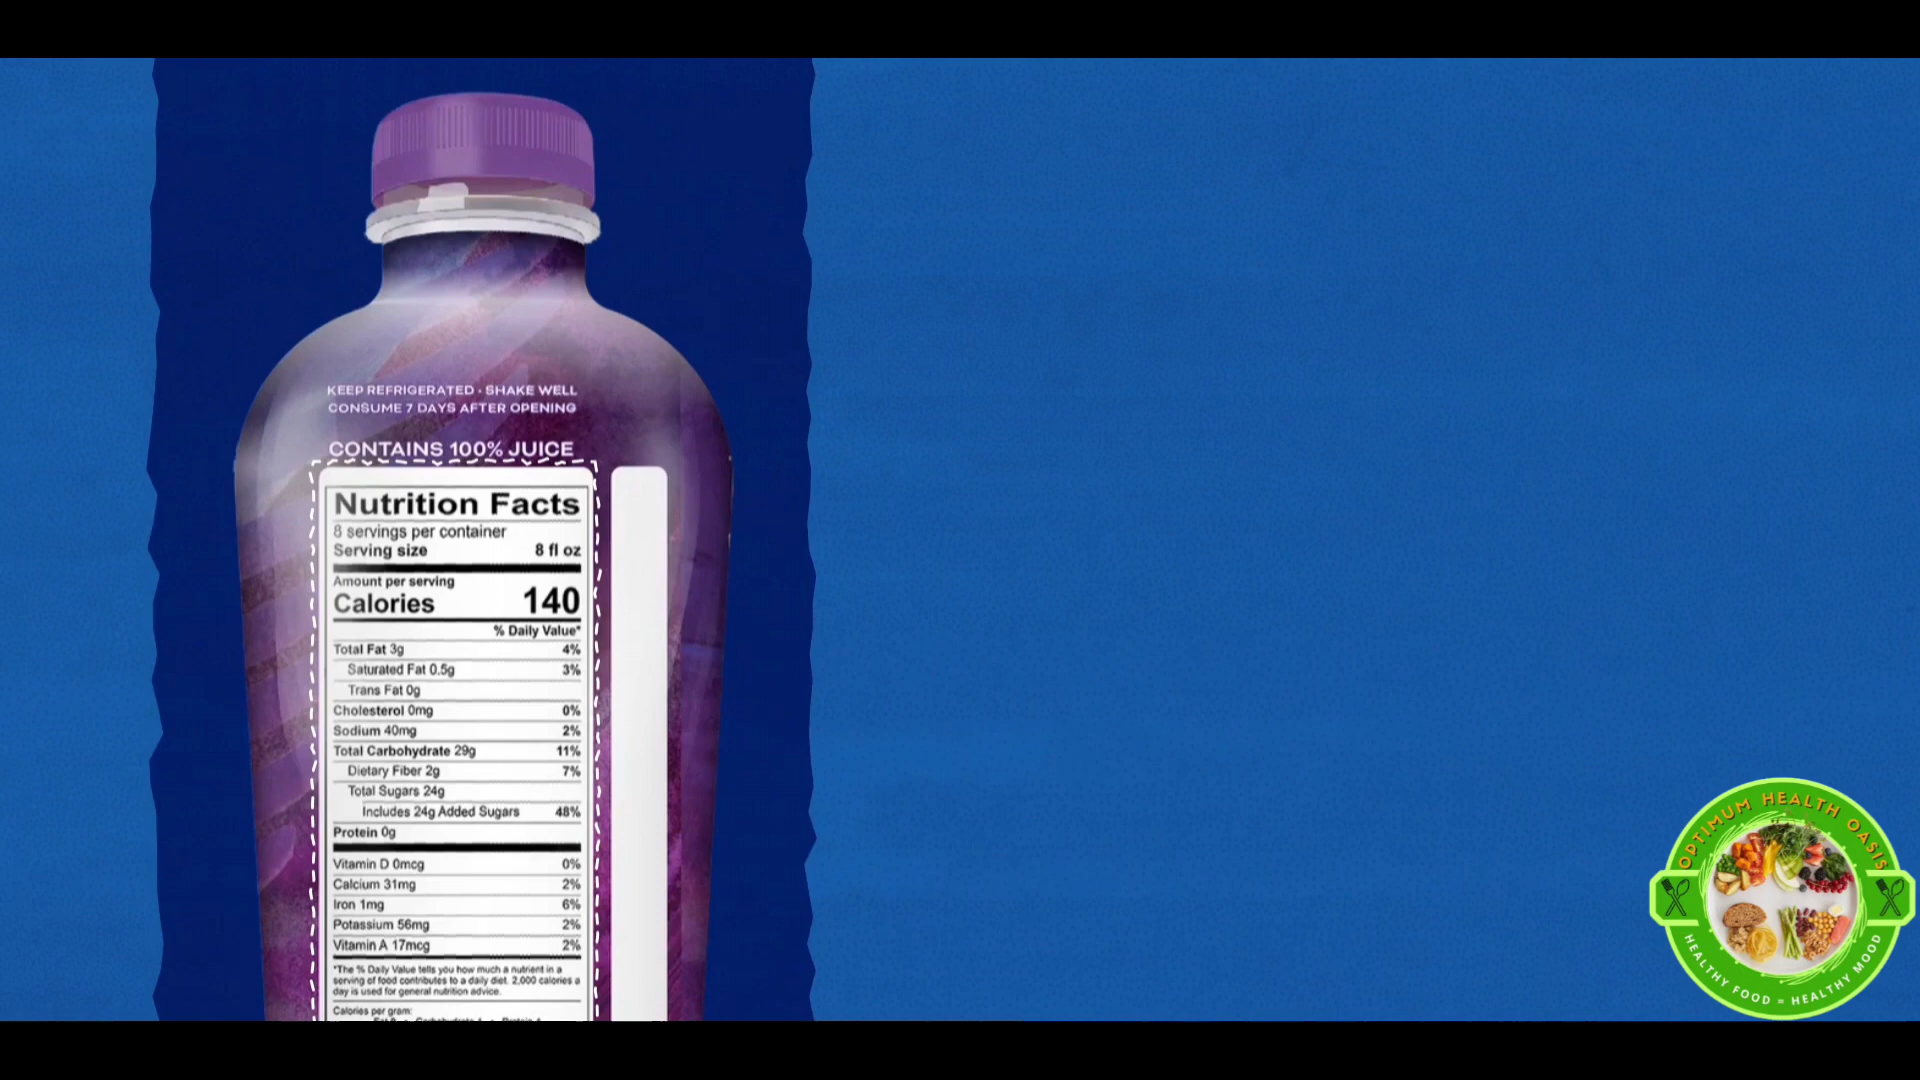 KEEP REFRIGERATED • SHAKE WELL
CONSUME 7 DAYS AFTER OPENING
CONTAINS 100% JUICE
Nutrition Facts
8 servings per container
Serving size 8 fl oz
Amount per serving
Calories 140
% Daily Value*
Total Fat 3g 4%
Saturated Fat 0.5g 3%
Trans Fat 0g
Cholesterol 0mg 0%
Sodium 40mg 2%
Total Carbohydrate 29g 11%
Dietary Fiber 2g 7%
Total Sugars 24g
Includes 24g Added Sugars 48%
Protein 0g
Vitamin D 0mcg 0%
Calcium 31mg 2%
Iron 1mg 6%
Potassium 56mg 2%
Vitamin A 17mcg 2%
*The % Daily Value tells you how much a nutrient in a
serving of food contributes to a daily diet. 2,000 calories a
day is used for general nutrition advice.
Calories per gram:
OPTIMUM HEALTH OASIS
HEALTHY FOOD = HEALTHY MOOD